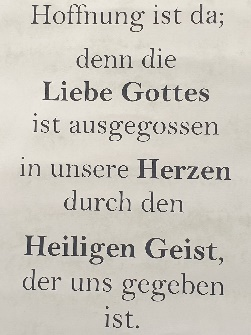 Hoffnung ist da;
denn die
Liebe Gottes
ist ausgegossen
in unsere Herzen
durch den
Heiligen Geist,
der uns gegeben
ist.